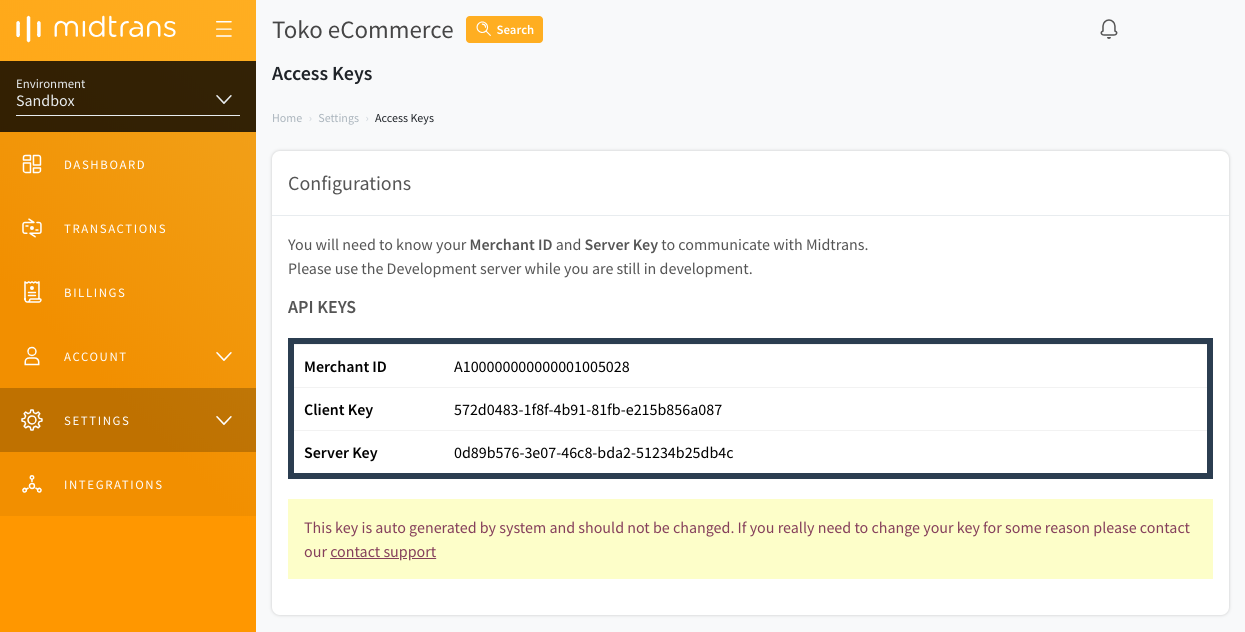 midtrans
Environment
Sandbox
DASHBOARD
TRANSACTIONS
BILLINGS
ACCOUNT
SETTINGS
INTEGRATIONS
Toko eCommerce Search
Access Keys
Home › Settings › Access Keys
Configurations
You will need to know your Merchant ID and Server Key to communicate with Midtrans.
Please use the Development server while you are still in development.
API KEYS
Merchant ID A100000000000001005028
Client Key 572d0483-1f8f-4b91-81fb-e215b856a087
Server Key 0d89b576-3e07-46c8-bda2-51234b25db4c
This key is auto generated by system and should not be changed. If you really need to change your key for some reason please contact
our contact support